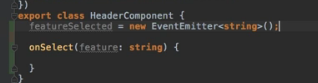 })
export class HeaderComponent {
featureSelected = new EventEmitter<string>();
onSelect(feature: string) {
}
}